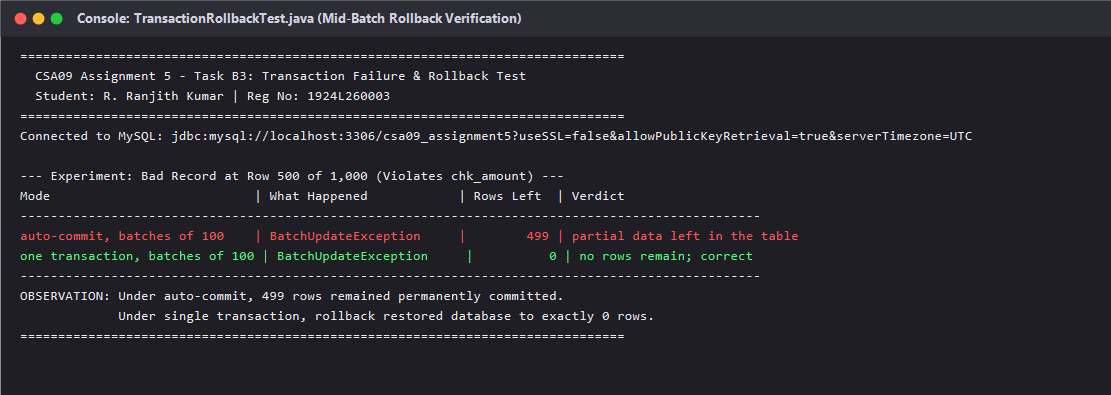 Console: TransactionRollbackTest.java (Mid-Batch Rollback Verification)
================================================================================
  CSA09 Assignment 5 - Task B3: Transaction Failure & Rollback Test
  Student: R. Ranjith Kumar | Reg No: 1924L260003
================================================================================
Connected to MySQL: jdbc:mysql://localhost:3306/csa09_assignment5?useSSL=false&allowPublicKeyRetrieval=true&serverTimezone=UTC

--- Experiment: Bad Record at Row 500 of 1,000 (Violates chk_amount) ---
Mode                           | What Happened            | Rows Left  | Verdict
--------------------------------------------------------------------------------------------------
auto-commit, batches of 100    | BatchUpdateException     |        499 | partial data left in the table
one transaction, batches of 100 | BatchUpdateException     |          0 | no rows remain; correct
--------------------------------------------------------------------------------------------------
OBSERVATION: Under auto-commit, 499 rows remained permanently committed.
             Under single transaction, rollback restored database to exactly 0 rows.
================================================================================